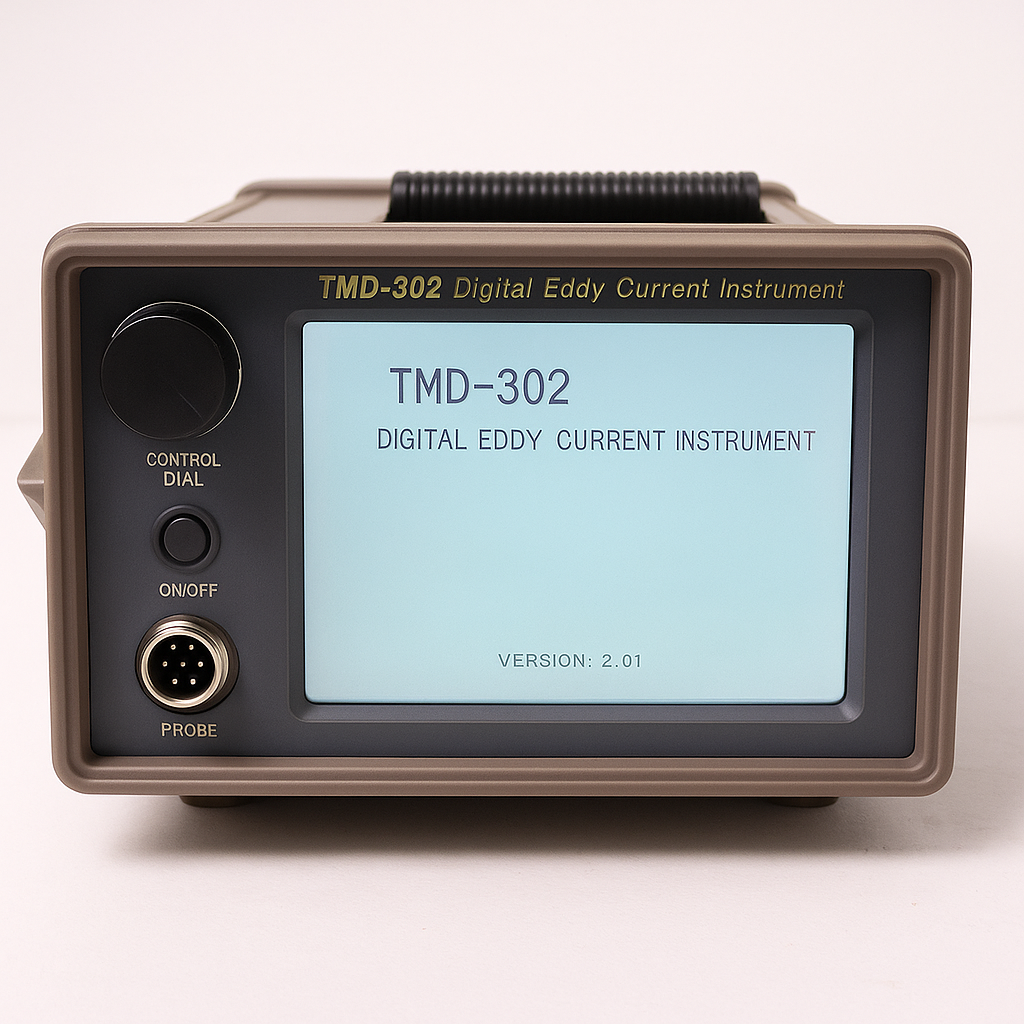 TMD-302 Digital Eddy Current Instrument
TMD-302
DIGITAL EDDY CURRENT INSTRUMENT
VERSION: 2.01
CONTROL
DIAL
ON/OFF
PROBE